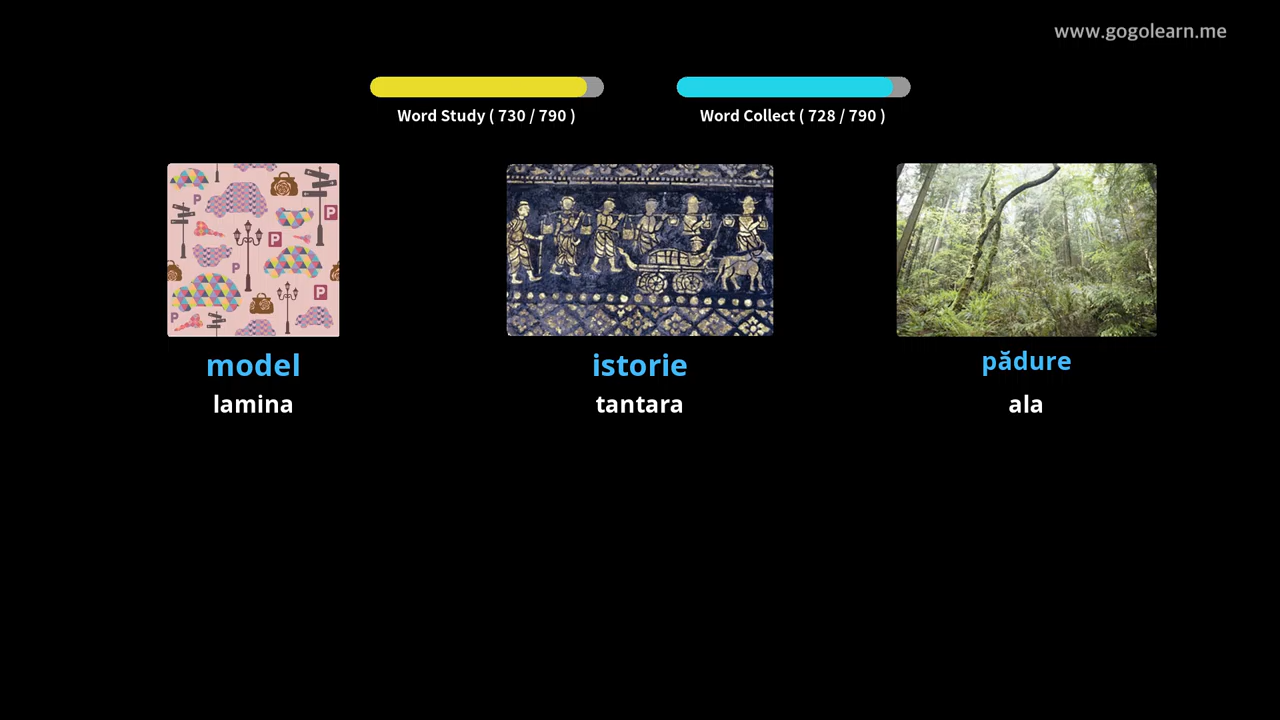 www.gogolearn.me
Word Study ( 730 / 790 )
Word Collect ( 728 / 790 )
P
P
P
P
P
P
model
istorie
pădure
lamina
tantara
ala